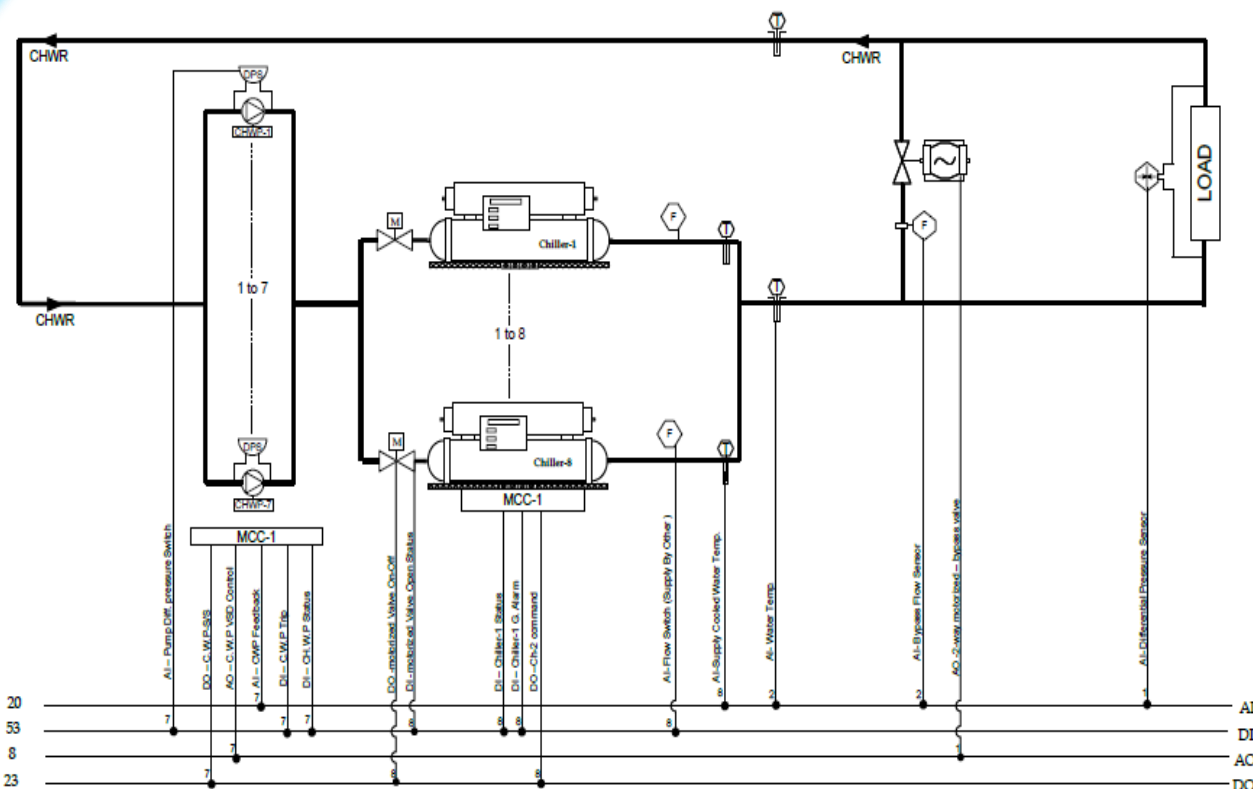 T
CHWR
CHWR
DPS
CHWP-1
LOAD
M
F
F
T
Chiller-1
T
1 to 7
CHWR
1 to 8
DPS
M
F
T
Chiller-8
CHWP-7
MCC-1
MCC-1
AI – Pump Diff. pressure Switch
DO – C.W.P-S/S
AO – C.W.P VSD Control
AI – CWP Feedback
DI – C.W.P Trip
DI – CH.W.P Status
DO -motorized Valve On-Off
DI -motorized Valve Open Status
DI – Chiller-1 Status
DI – Chiller-1 G. Alarm
DO –Ch-2 command
AI-Flow Switch (Supply By Other )
AI-Supply Cooled Water Temp.
AI- Water Temp
AI-Bypass Flow Sensor
AO -2-way motorized – bypass valve
AI-Differential Pressure Sensor
20 7 8 2 2 1 AI
53 7 7 7 8 8 8 8 DI
8 7 1 AO
23 7 8 8 DO